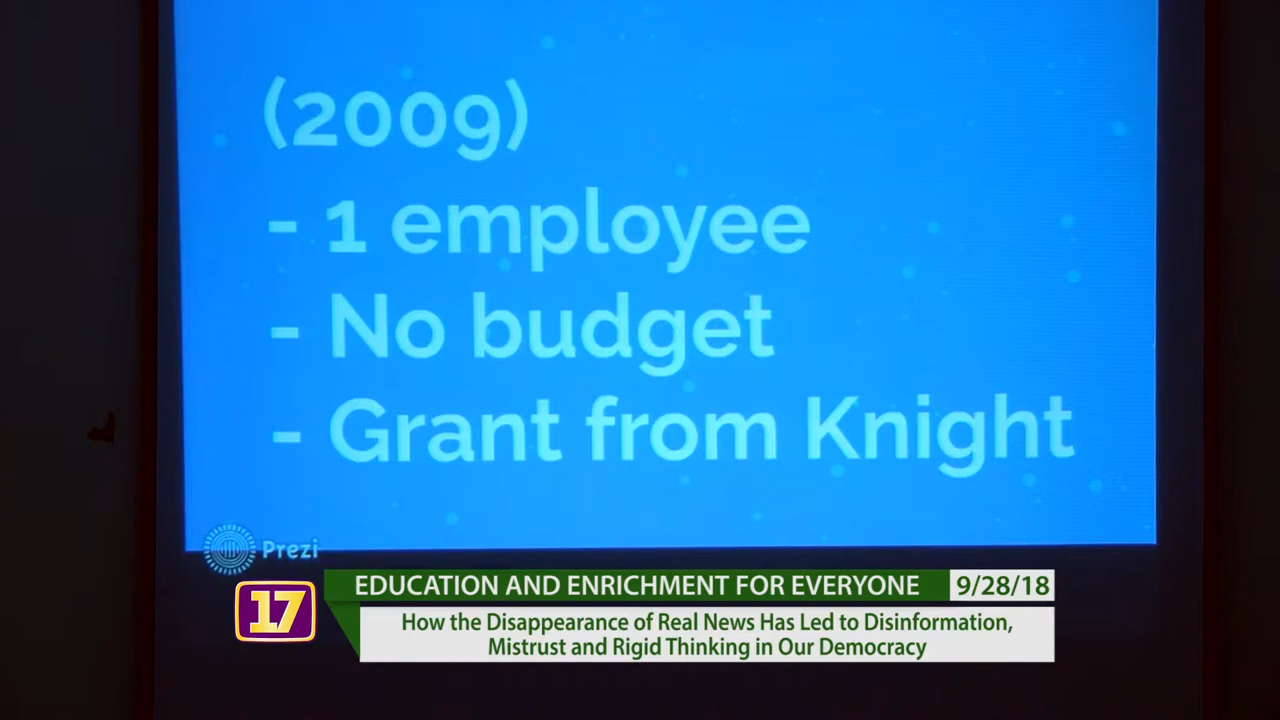 (2009)
- 1 employee
- No budget
- Grant from Knight
Prezi
17
EDUCATION AND ENRICHMENT FOR EVERYONE
9/28/18
How the Disappearance of Real News Has Led to Disinformation,
Mistrust and Rigid Thinking in Our Democracy